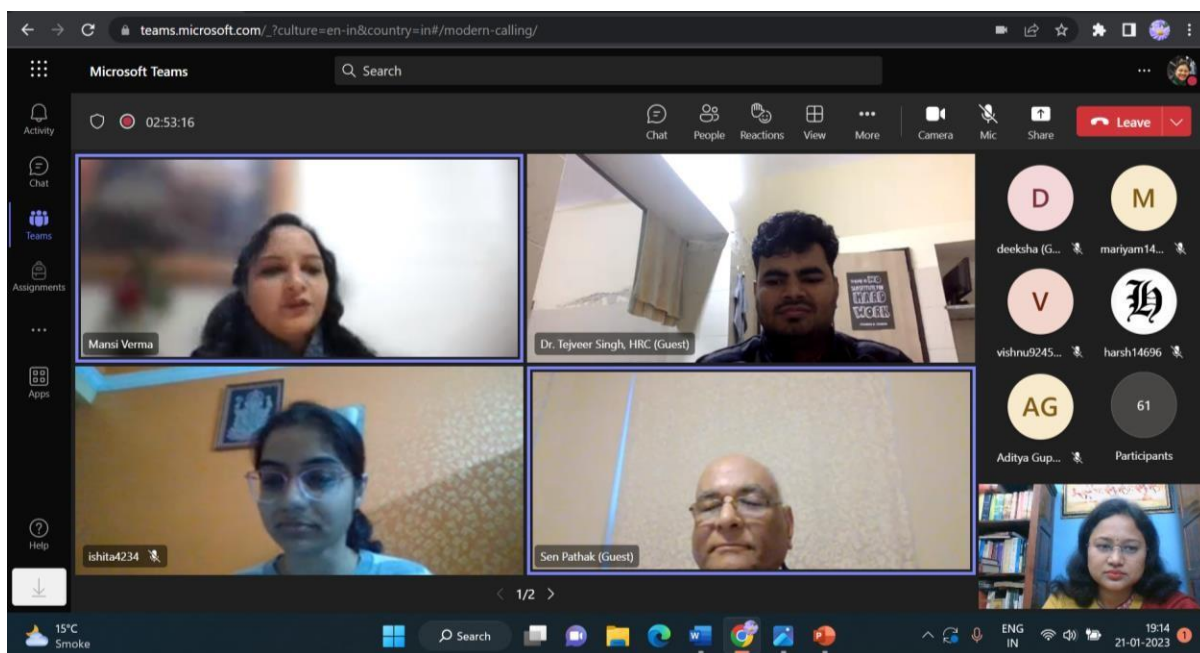 teams.microsoft.com/_?culture=en-in&country=in#/modern-calling/
Microsoft Teams
Search
Activity
Chat
Teams
Assignments
Apps
Help
02:53:16
Chat
People
Reactions
View
More
Camera
Mic
Share
Leave
Mansi Verma
HARD
WORK
Dr. Tejveer Singh, HRC (Guest)
ishita4234
Sen Pathak (Guest)
D
deeksha (G...
M
mariyam14...
V
vishnu9245...
H
harsh14696
AG
Aditya Gup...
61
Participants
1/2
15°C
Smoke
Search
ENG
IN
19:14
21-01-2023
1